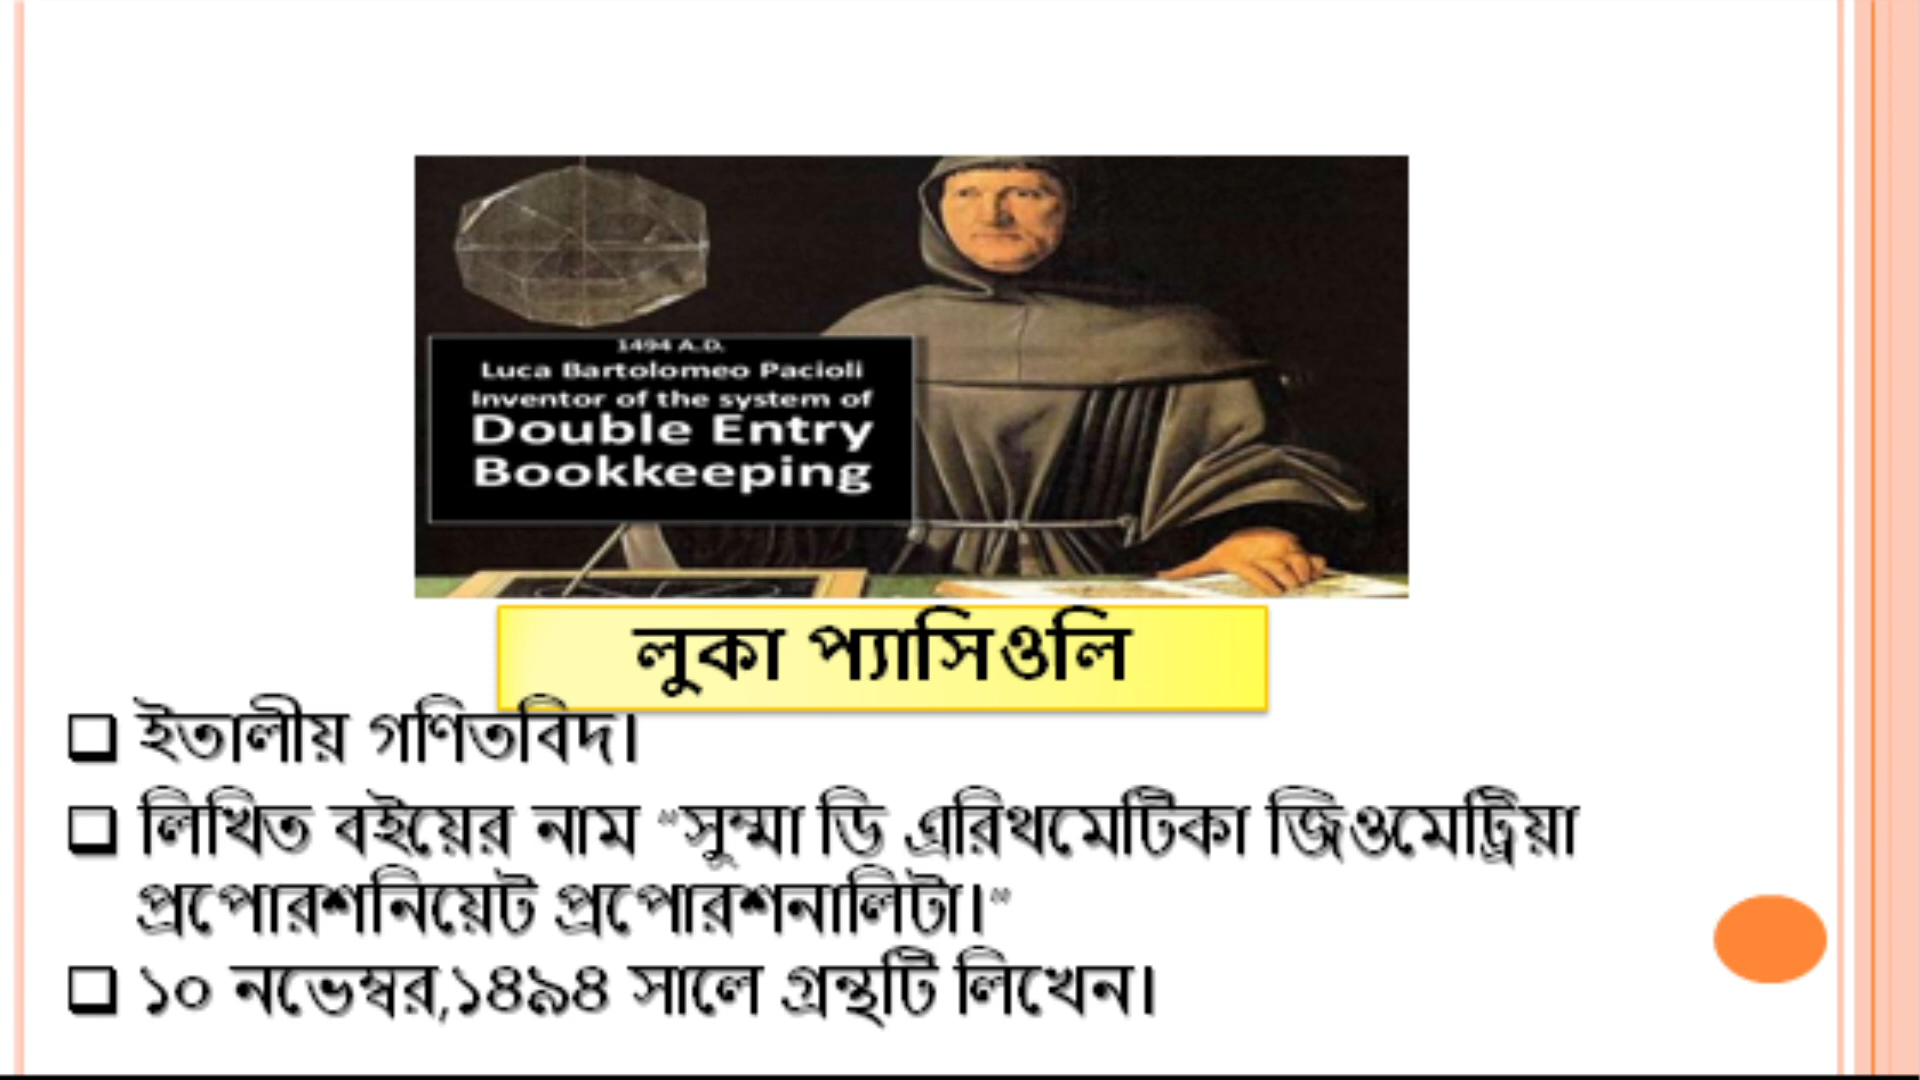 1494 A.D.
Luca Bartolomeo Pacioli
Inventor of the system of
Double Entry
Bookkeeping
লুকা প্যাসিওলি
ইতালীয় গণিতবিদ।
লিখিত বইয়ের নাম “সুম্মা ডি এরিথমেটিকা জিওমেট্রিয়া
প্রপোরশনিয়েট প্রপোরশনালিটা।”
১০ নভেম্বর,১৪৯৪ সালে গ্রন্থটি লিখেন।